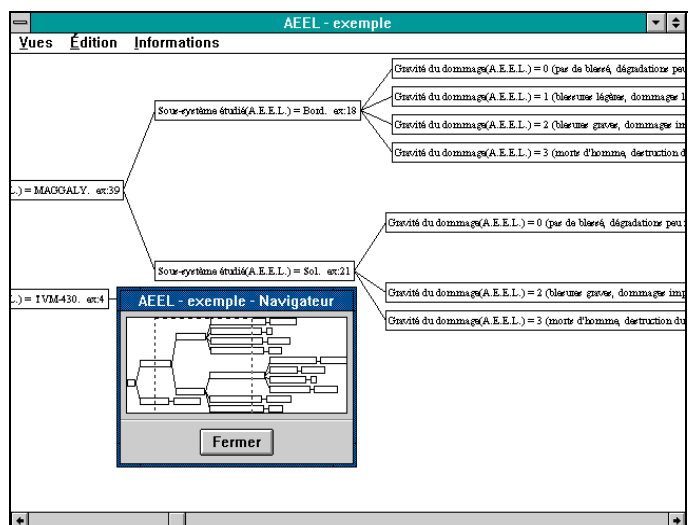 AEEL - exemple
Vues Édition Informations
Gravité du dommage(A.E.E.L.) = 0 (pas de blessé, dégradations peu
Gravité du dommage(A.E.E.L.) = 1 (blessures légères, dommages l
Sous-système étudié(A.E.E.L.) = Bord. ex:18
Gravité du dommage(A.E.E.L.) = 2 (blessures graves, dommages im
Gravité du dommage(A.E.E.L.) = 3 (morts d'homme, destruction d
.) = MAGGALY. ex:39
Gravité du dommage(A.E.E.L.) = 0 (pas de blessé, dégradations peu
Sous-système étudié(A.E.E.L.) = Sol. ex:21
Gravité du dommage(A.E.E.L.) = 2 (blessures graves, dommages imp
.) = TVM-430. ex:4
AEEL - exemple - Navigateur
Gravité du dommage(A.E.E.L.) = 3 (morts d'homme, destruction du
Fermer